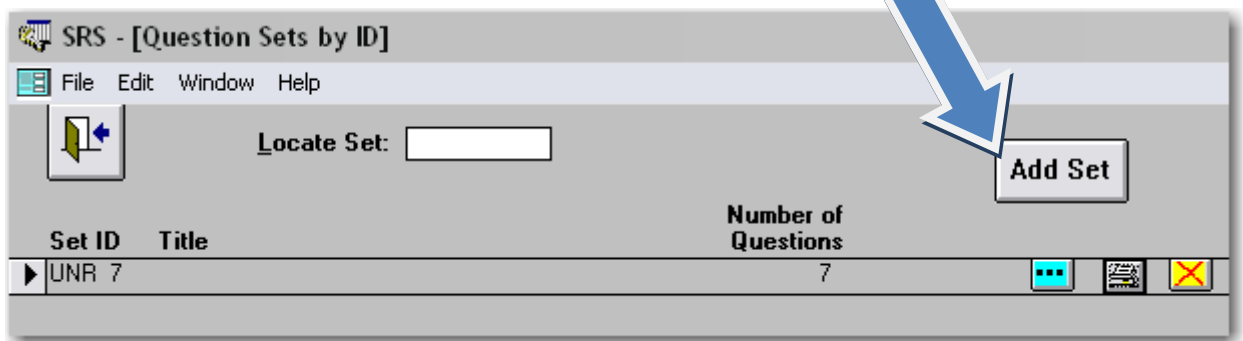 SRS - [Question Sets by ID]
File Edit Window Help
Locate Set:
Add Set
Number of
Set ID Title Questions
UNR 7 7